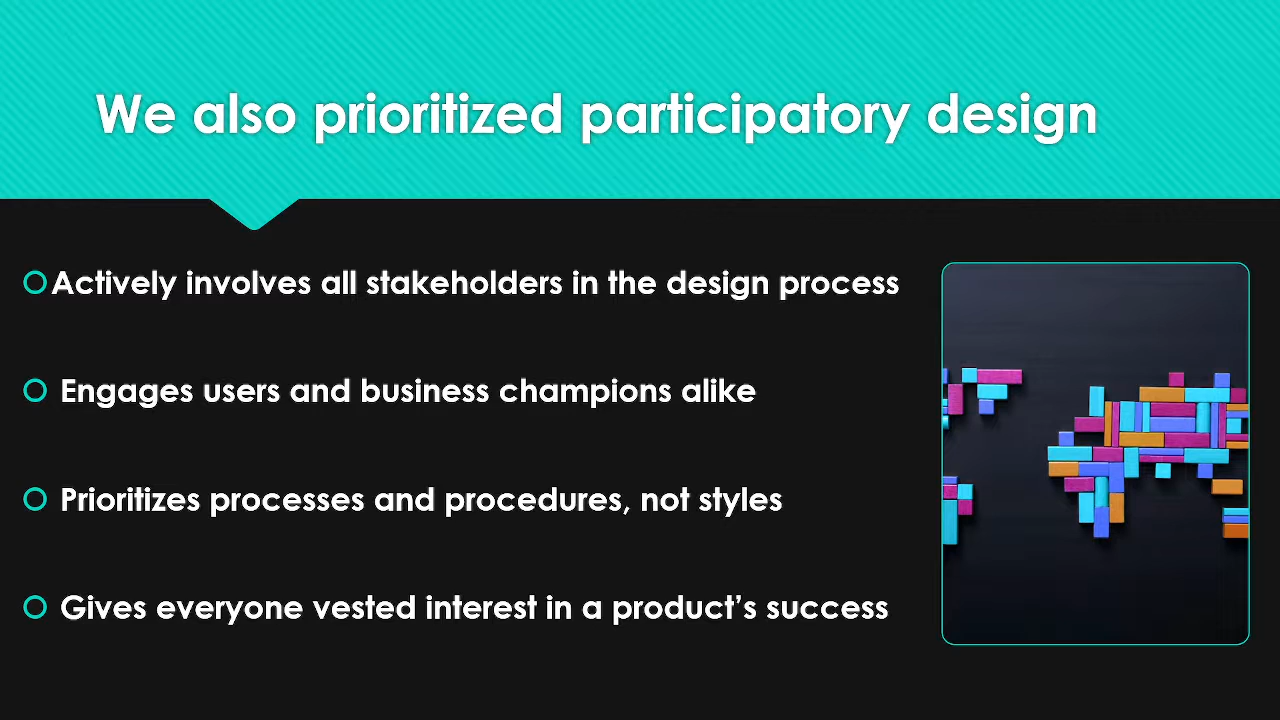 We also prioritized participatory design
Actively involves all stakeholders in the design process
Engages users and business champions alike
Prioritizes processes and procedures, not styles
Gives everyone vested interest in a product’s success